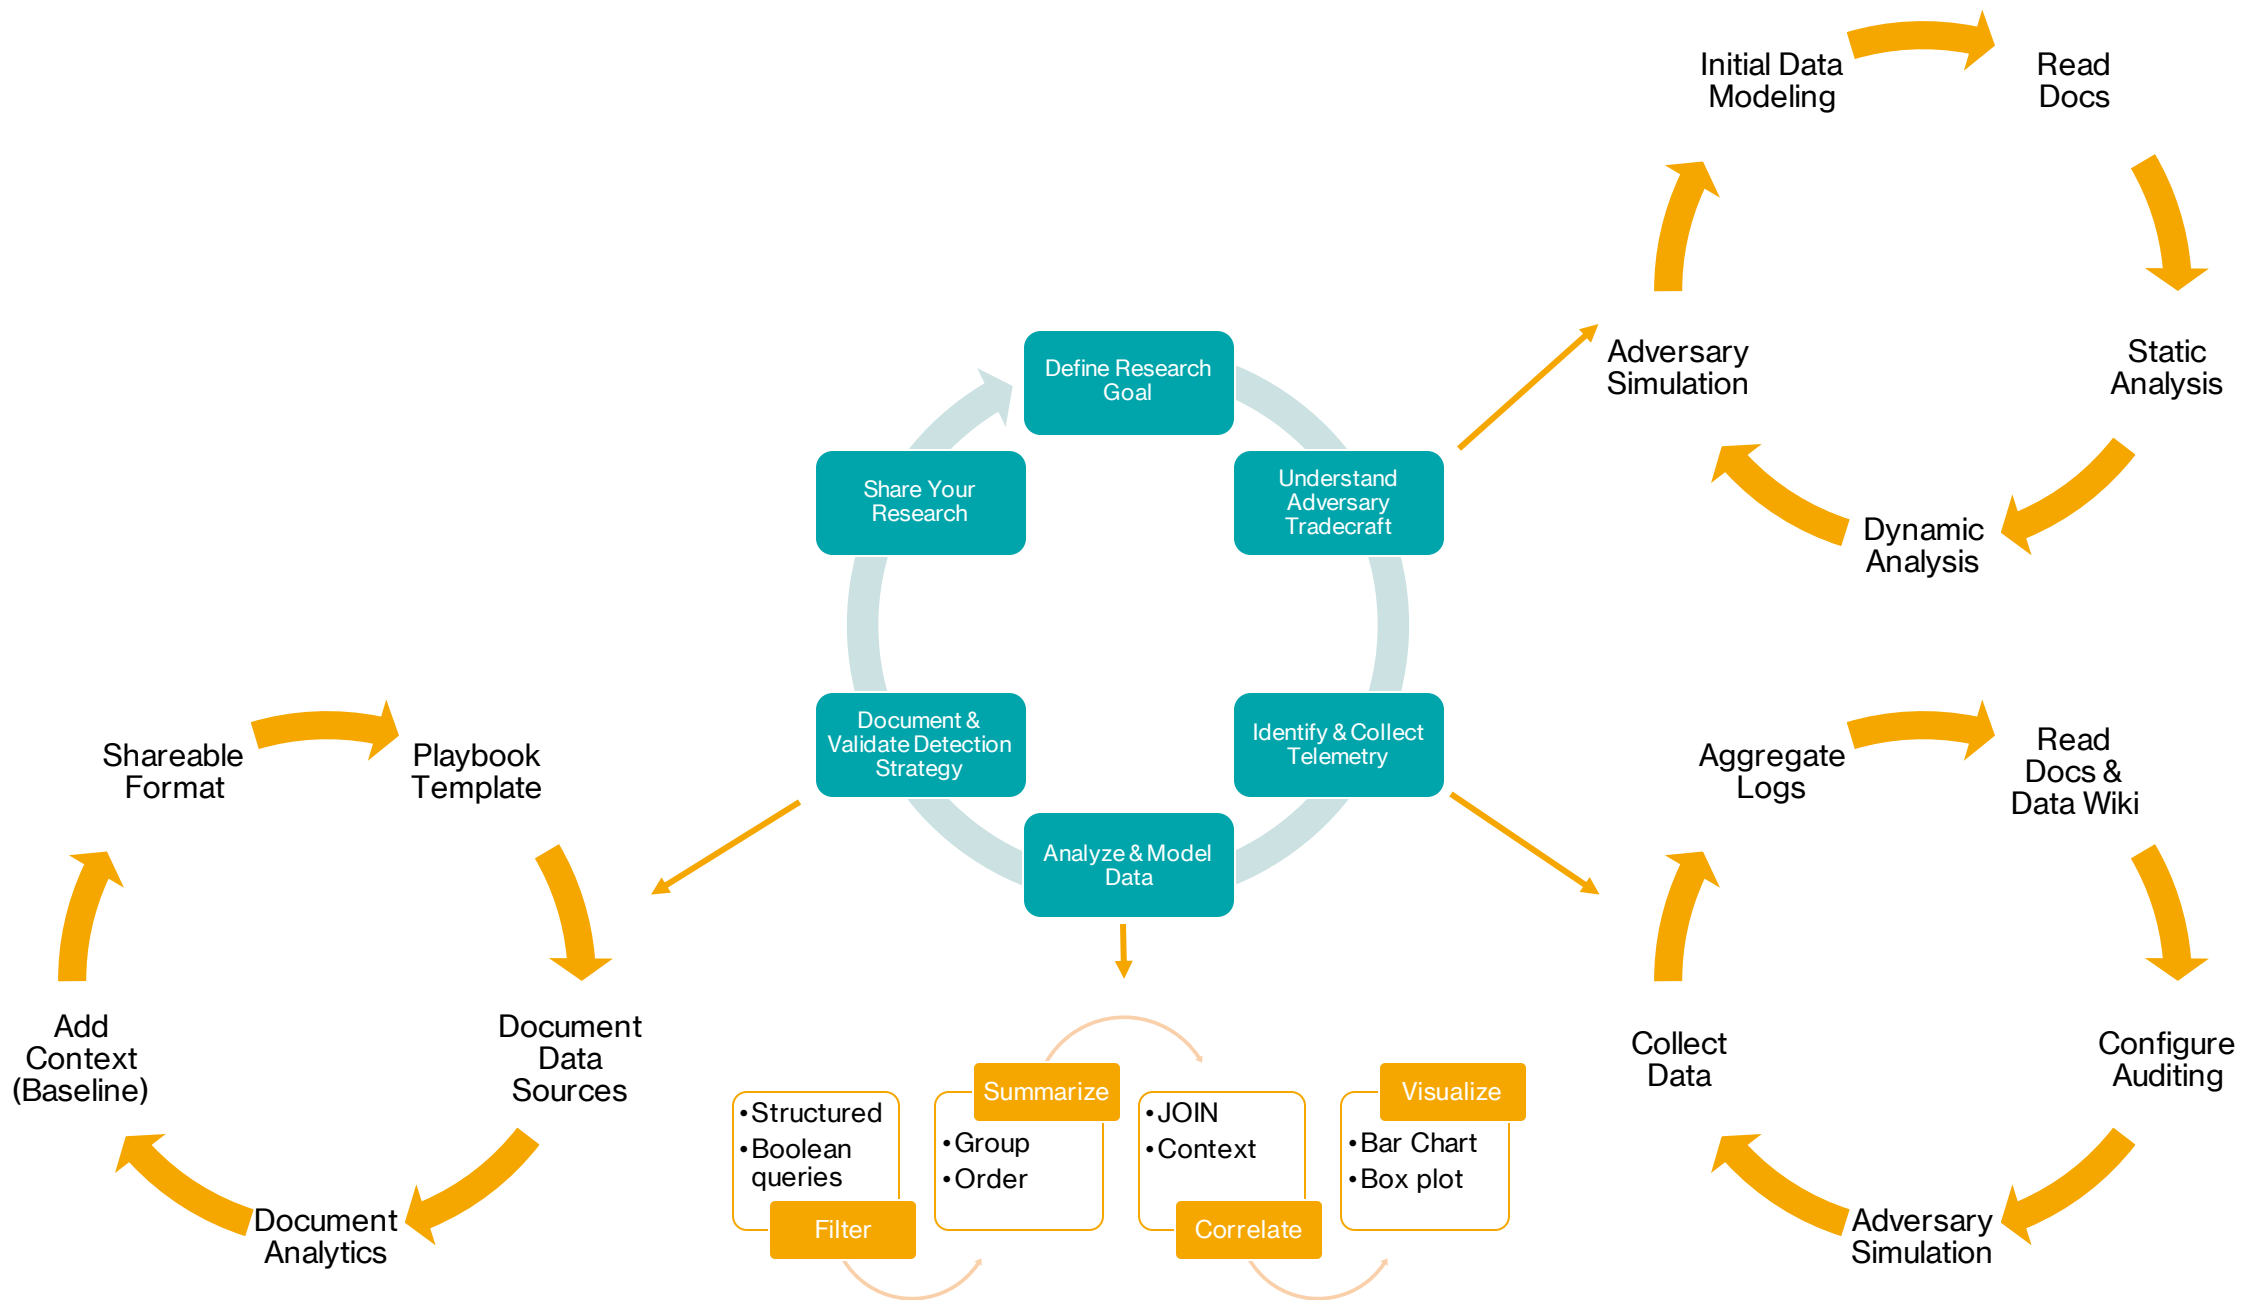 Initial Data
Modeling
Read
Docs
Static
Analysis
Dynamic
Analysis
Adversary
Simulation
Define Research
Goal
Understand
Adversary
Tradecraft
Identify & Collect
Telemetry
Analyze & Model
Data
Document &
Validate Detection
Strategy
Share Your
Research
Shareable
Format
Playbook
Template
Document
Data
Sources
Document
Analytics
Add
Context
(Baseline)
•Structured
•Boolean
queries
Filter
Summarize
•Group
•Order
•JOIN
•Context
Correlate
Visualize
•Bar Chart
•Box plot
Aggregate
Logs
Read
Docs &
Data Wiki
Configure
Auditing
Adversary
Simulation
Collect
Data